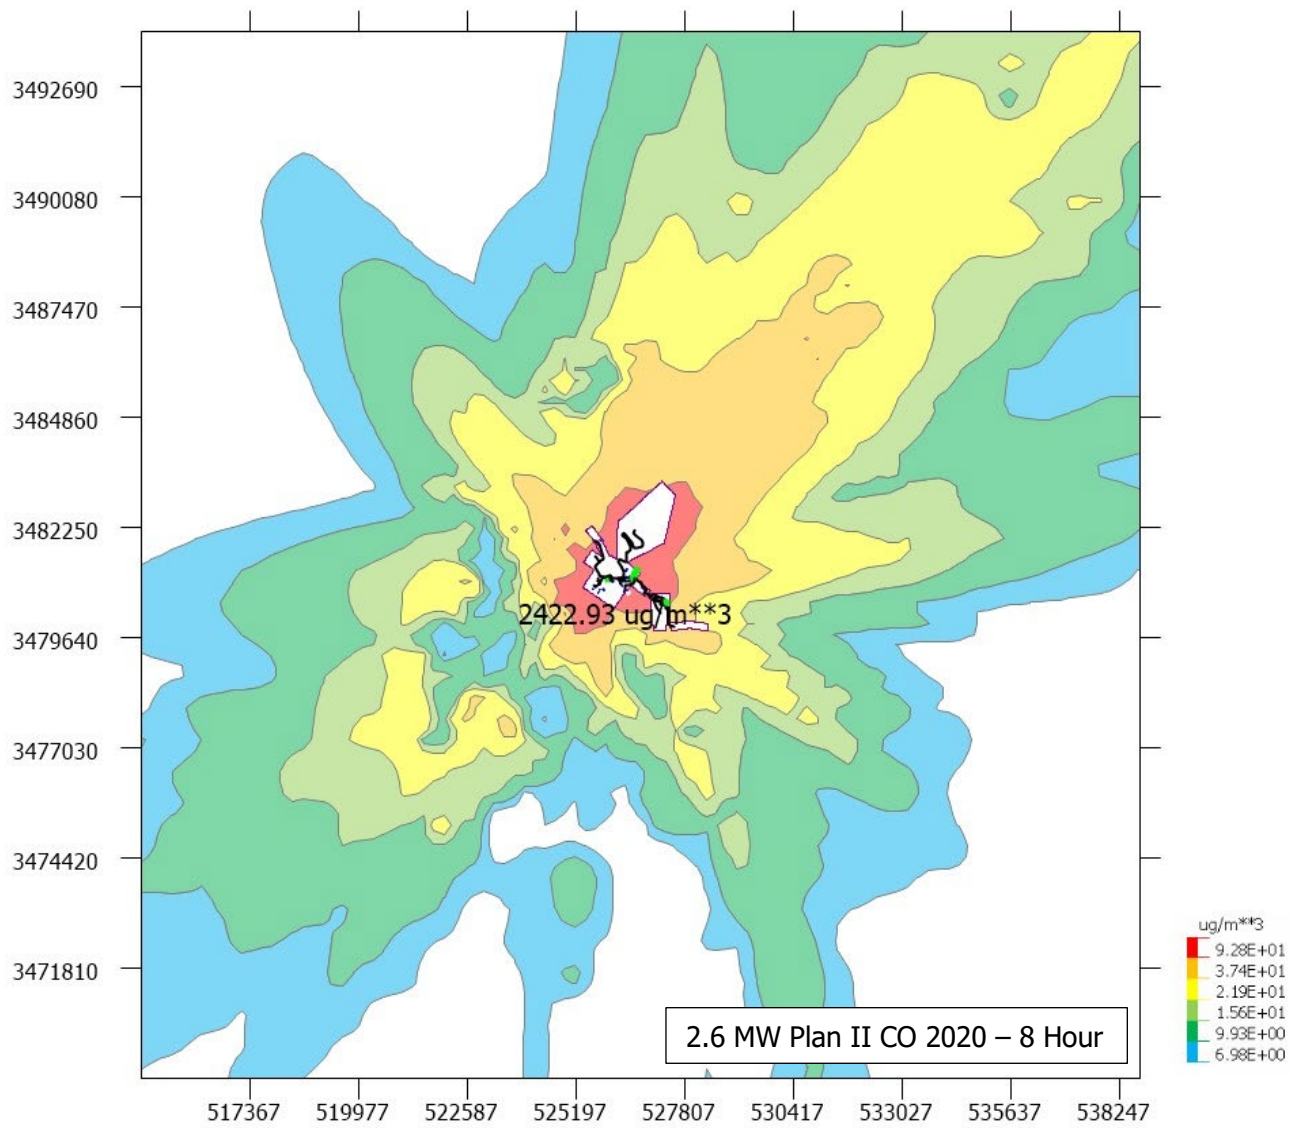 3492690
3490080
3487470
3484860
3482250
3479640
3477030
3474420
3471810
2422.93 ug/m**3
ug/m**3
9.28E+01
3.74E+01
2.19E+01
1.56E+01
9.93E+00
6.98E+00
2.6 MW Plan II CO 2020 – 8 Hour
517367 519977 522587 525197 527807 530417 533027 535637 538247